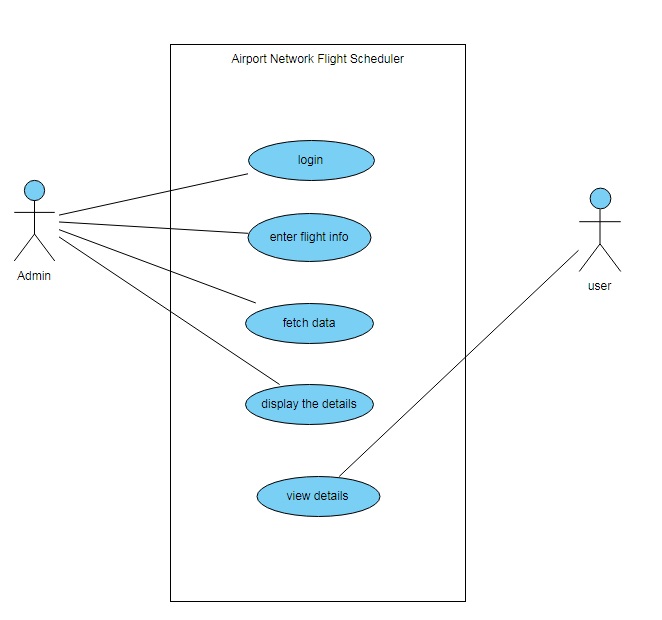 Airport Network Flight Scheduler
login
enter flight info
Admin
user
fetch data
display the details
view details